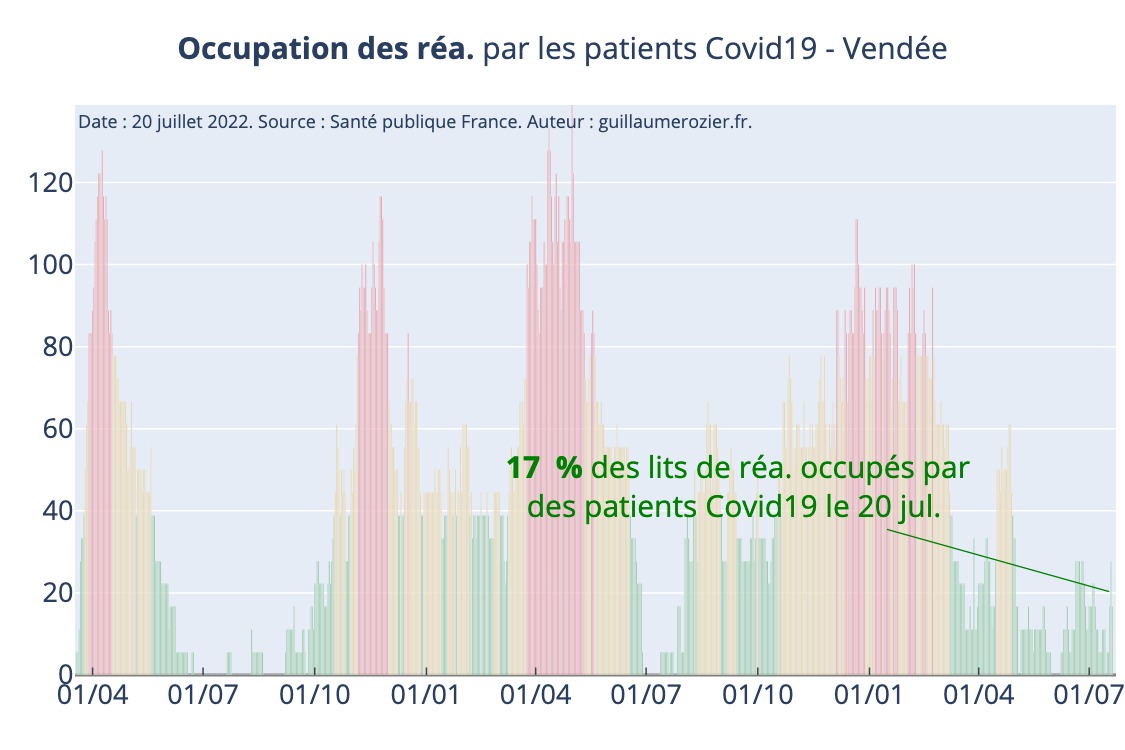 Occupation des réa. par les patients Covid19 - Vendée
Date : 20 juillet 2022. Source : Santé publique France. Auteur : guillaumerozier.fr.
120
100
80
60
17 % des lits de réa. occupés par
des patients Covid19 le 20 jul.
40
20
0
01/04 01/07 01/10 01/01 01/04 01/07 01/10 01/01 01/04 01/07